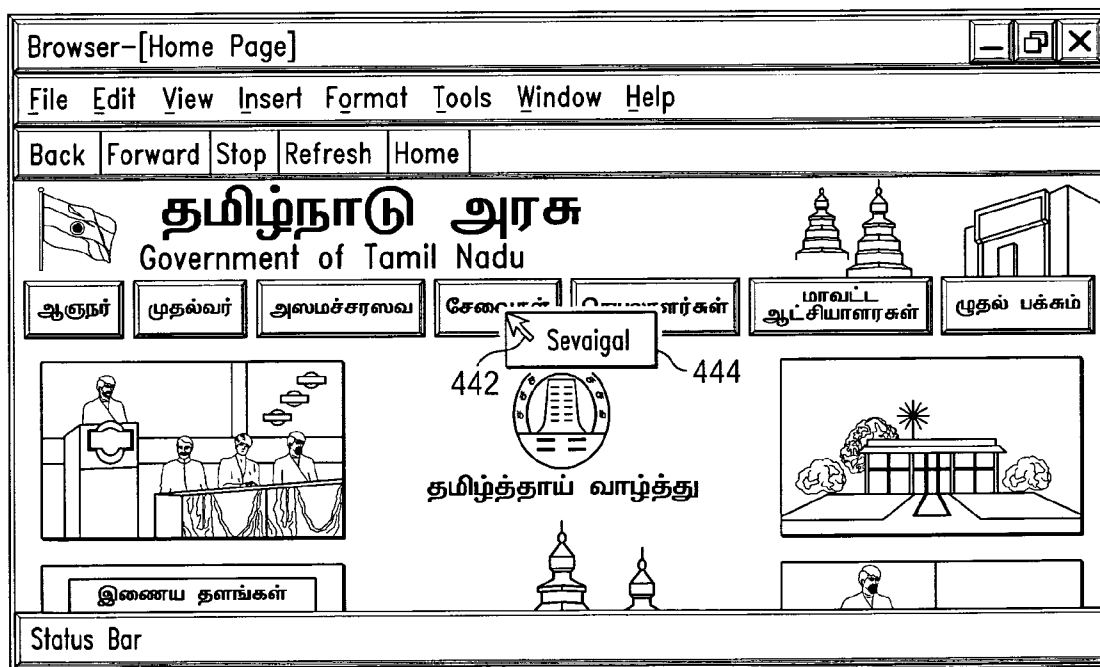 Browser-[Home Page]
File Edit View Insert Format Tools Window Help
Back Forward Stop Refresh Home
தமிழ்நாடு அரசு
Government of Tamil Nadu
ஆளுநர்
முதல்வர்
அஸமச்சரஸவ
மாவட்ட
ஆட்சியாளரகள்
முதல் பக்கும்
Sevaigal
442
444
தமிழ்த்தாய் வாழ்த்து
இணைய தளங்கள்
Status Bar